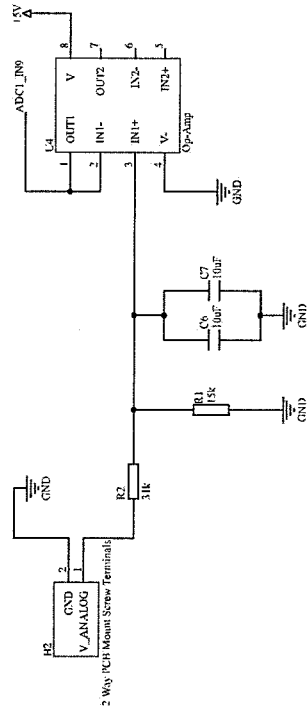 H2
GND
V_ANALOG
2
1
2 Way PCB Mount Screw Terminals
GND
R2
31k
R1
15k
GND
C6
10uF
C7
10uF
GND
ADC1_IN9
15V
U4
1
2
3
4
OUT1
IN1-
IN1+
V-
V
OUT2
IN2-
IN2+
8
7
6
5
Op-Amp
GND